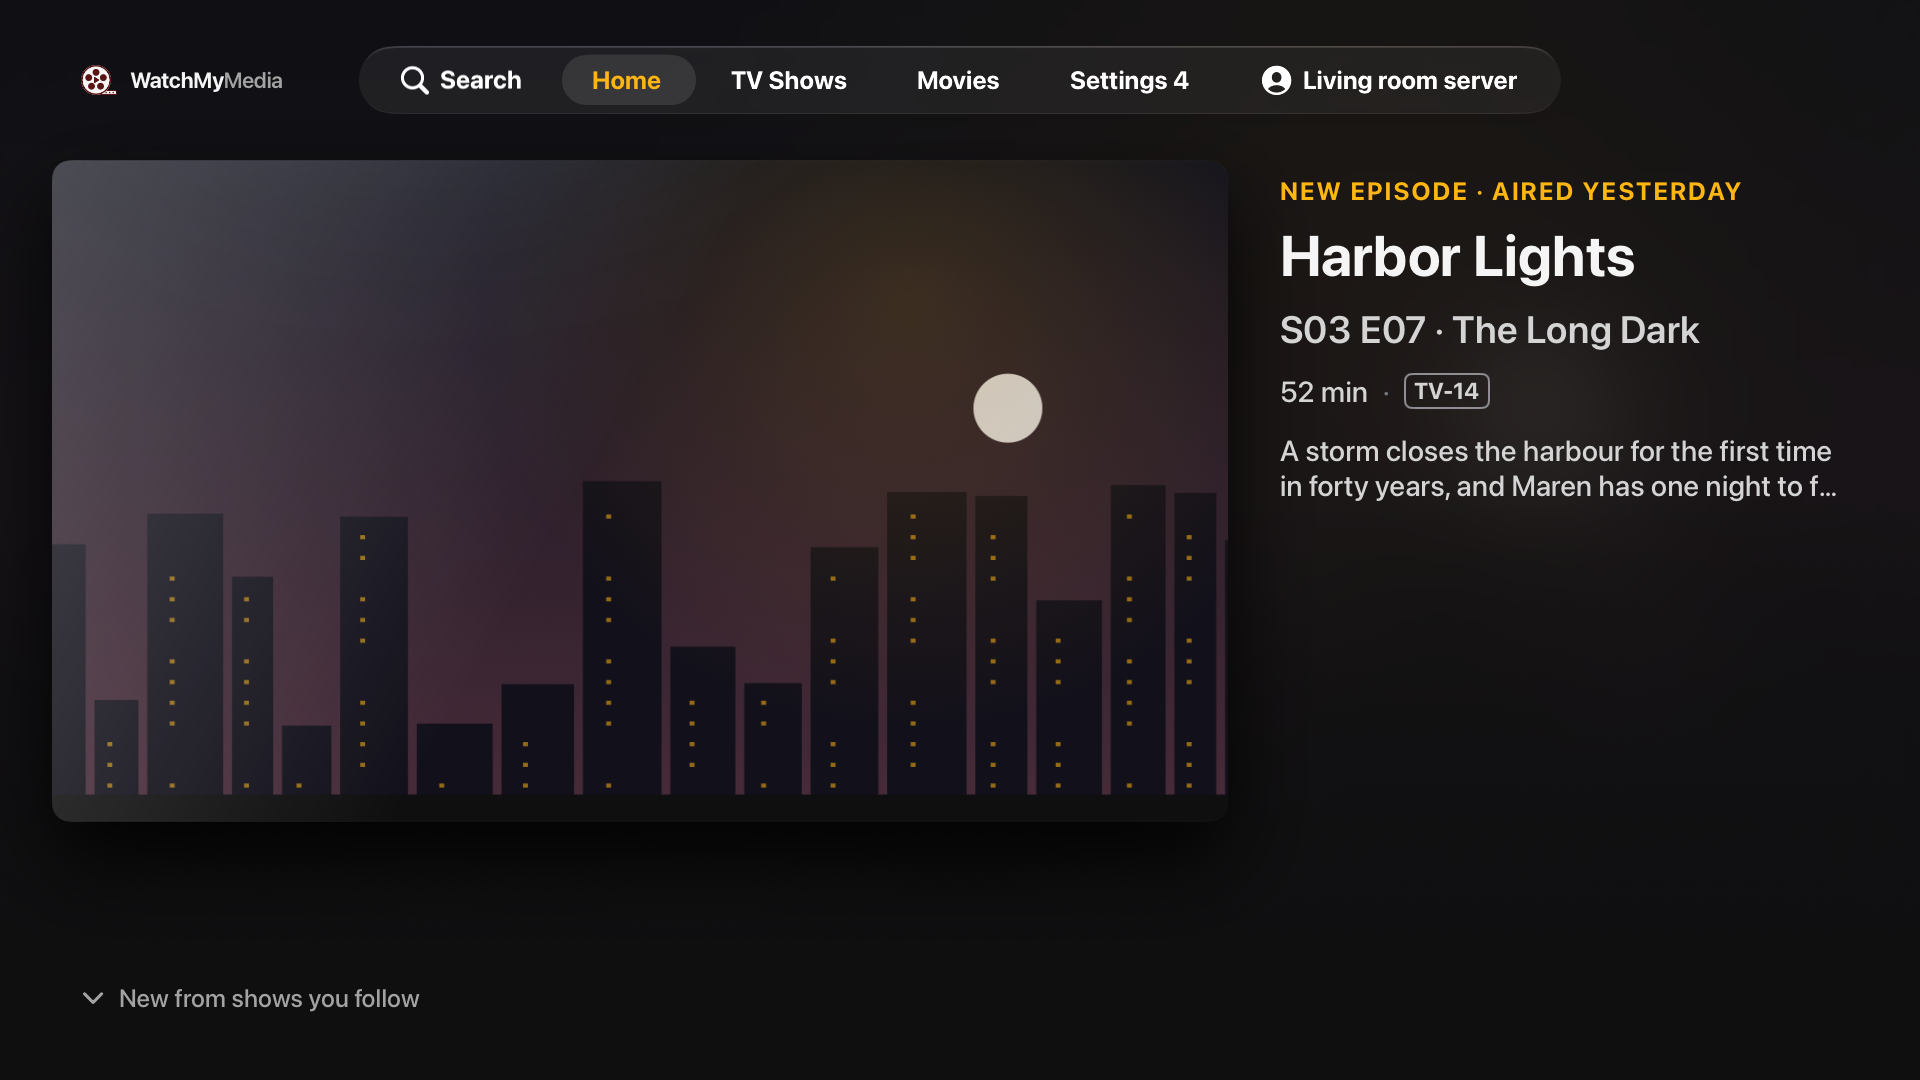 WatchMyMedia
Search
Home
TV Shows
Movies
Settings 4
Living room server
NEW EPISODE · AIRED YESTERDAY
Harbor Lights
S03 E07 · The Long Dark
52 min · TV-14
A storm closes the harbour for the first time
in forty years, and Maren has one night to f...
New from shows you follow